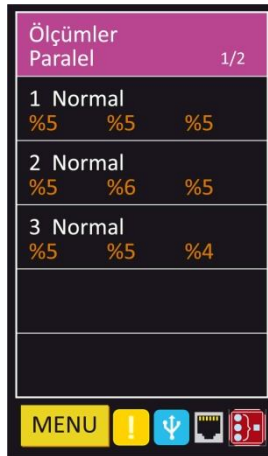 Ölçümler
Paralel 1/2
1 Normal
%5 %5 %5
2 Normal
%5 %6 %5
3 Normal
%5 %5 %4
MENU